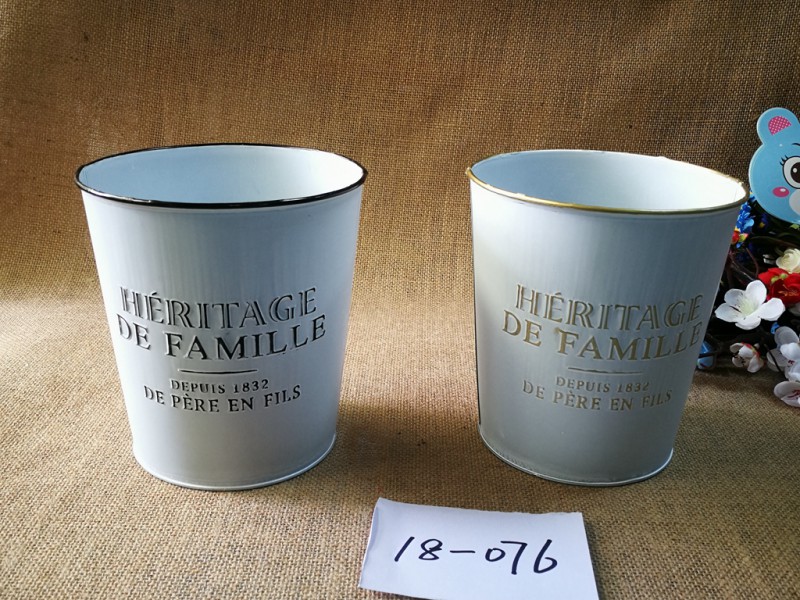 HÉRITAGE
DE FAMILLE
DEPUIS 1832
DE PÈRE EN FILS
HÉRITAGE
DE FAMILLE
DEPUIS 1832
DE PÈRE EN FILS
18-076